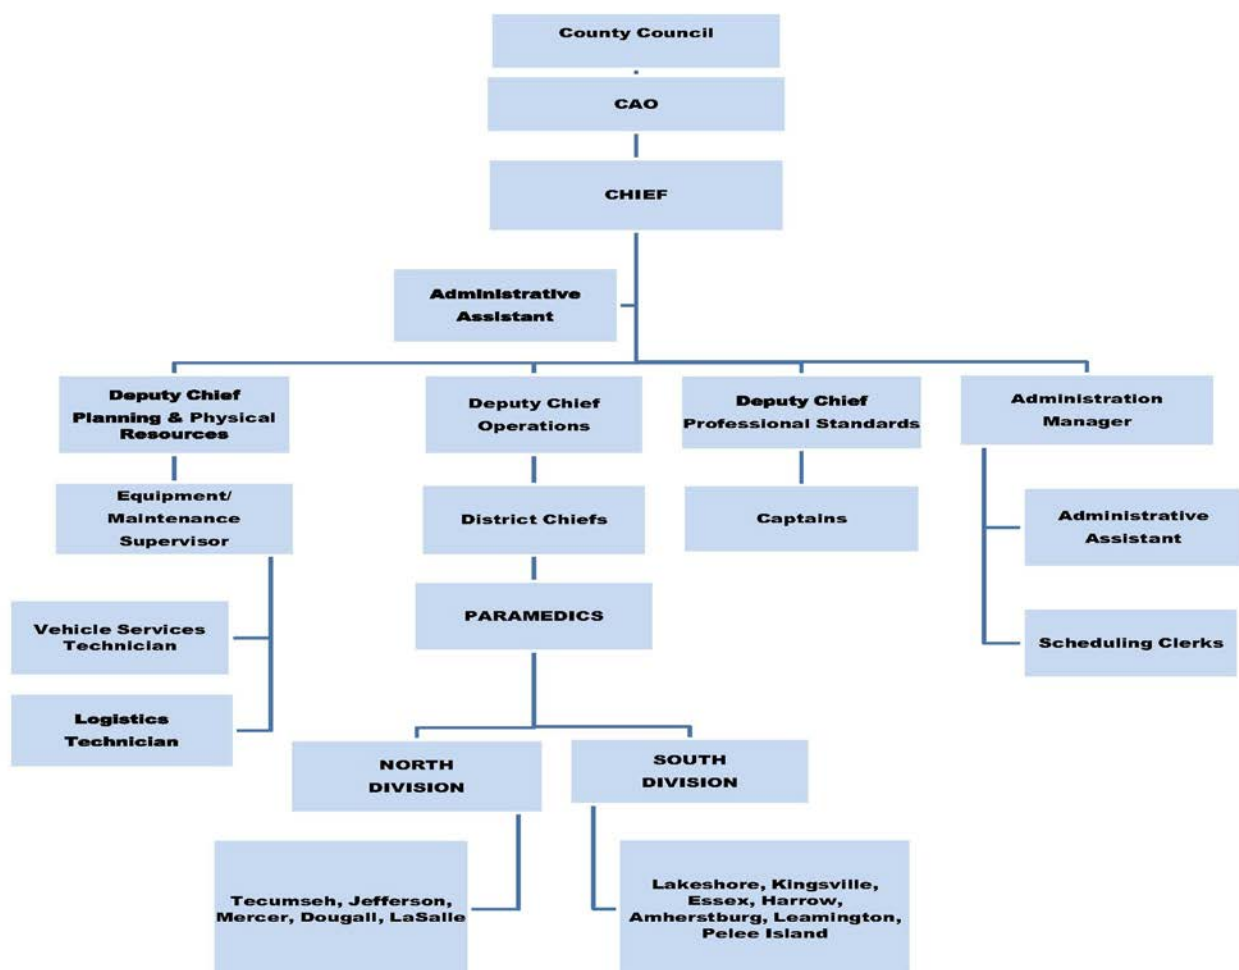 County Council
CAO
CHIEF
Administrative
Assistant
Deputy Chief
Planning & Physical
Resources
Deputy Chief
Operations
Deputy Chief
Professional Standards
Administration
Manager
Equipment/
Maintenance
Supervisor
District Chiefs
Captains
Administrative
Assistant
PARAMEDICS
Vehicle Services
Technician
Scheduling Clerks
Logistics
Technician
NORTH
DIVISION
SOUTH
DIVISION
Tecumseh, Jefferson,
Mercer, Dougall, LaSalle
Lakeshore, Kingsville,
Essex, Harrow,
Amherstburg, Leamington,
Pelee Island